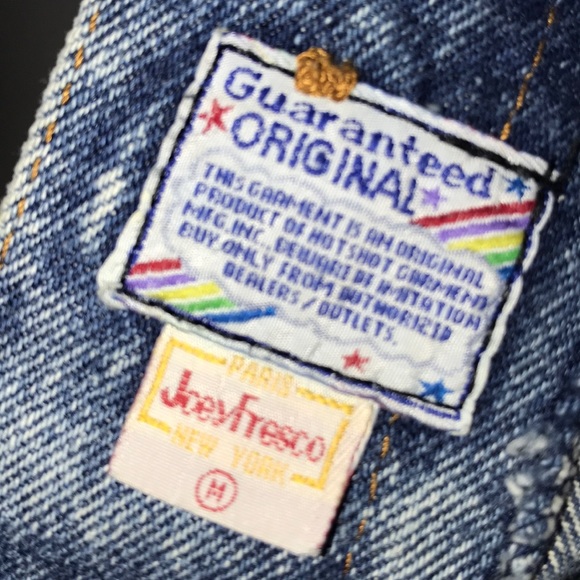 Guaranteed
ORIGINAL
THIS GARMENT IS AN ORIGINAL
PRODUCT OF HOTSHOT GARMENT
MFG.INC. BEWARE OF IMITATION
BUY ONLY FROM AUTHORIZED
DEALERS/OUTLETS.
PARIS
JoeyFresco
NEW YORK
M